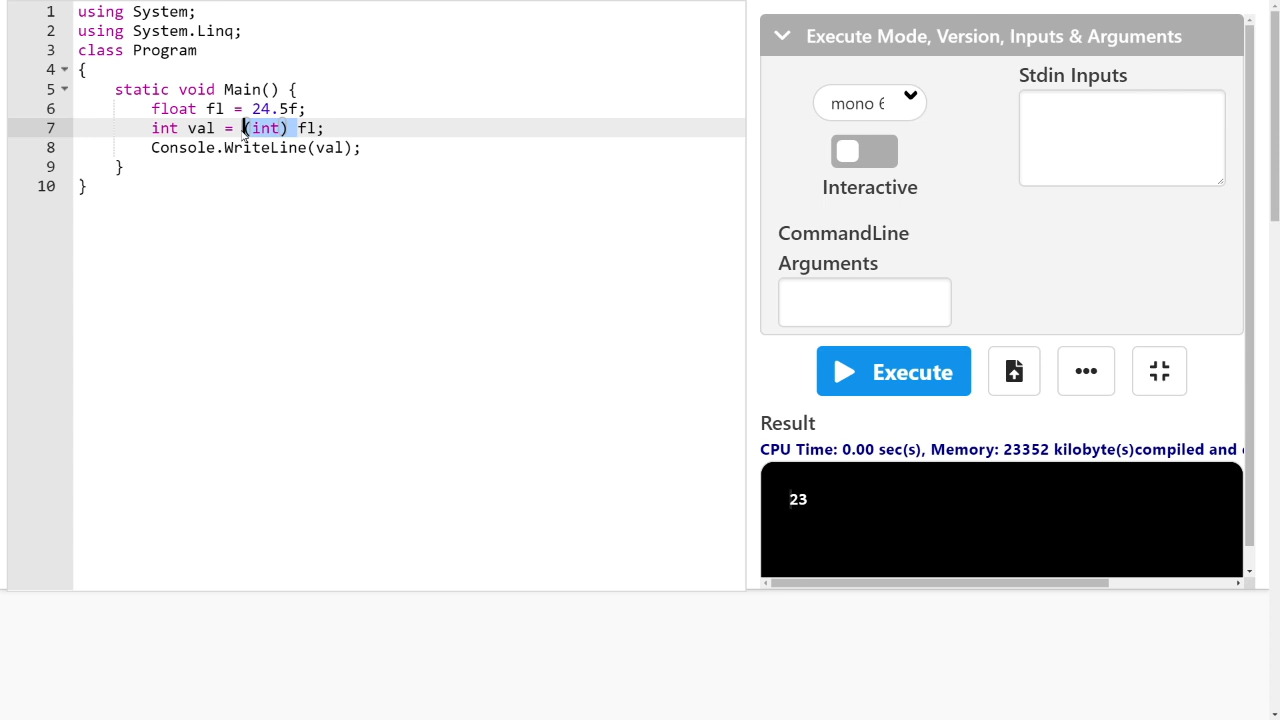 1 using System;
2 using System.Linq;
3 class Program
4 {
5 static void Main() {
6 float fl = 24.5f;
7 int val = (int) fl;
8 Console.WriteLine(val);
9 }
10 }
Execute Mode, Version, Inputs & Arguments
mono 6
Interactive
Stdin Inputs
CommandLine
Arguments
Execute
Result
CPU Time: 0.00 sec(s), Memory: 23352 kilobyte(s)compiled and
23